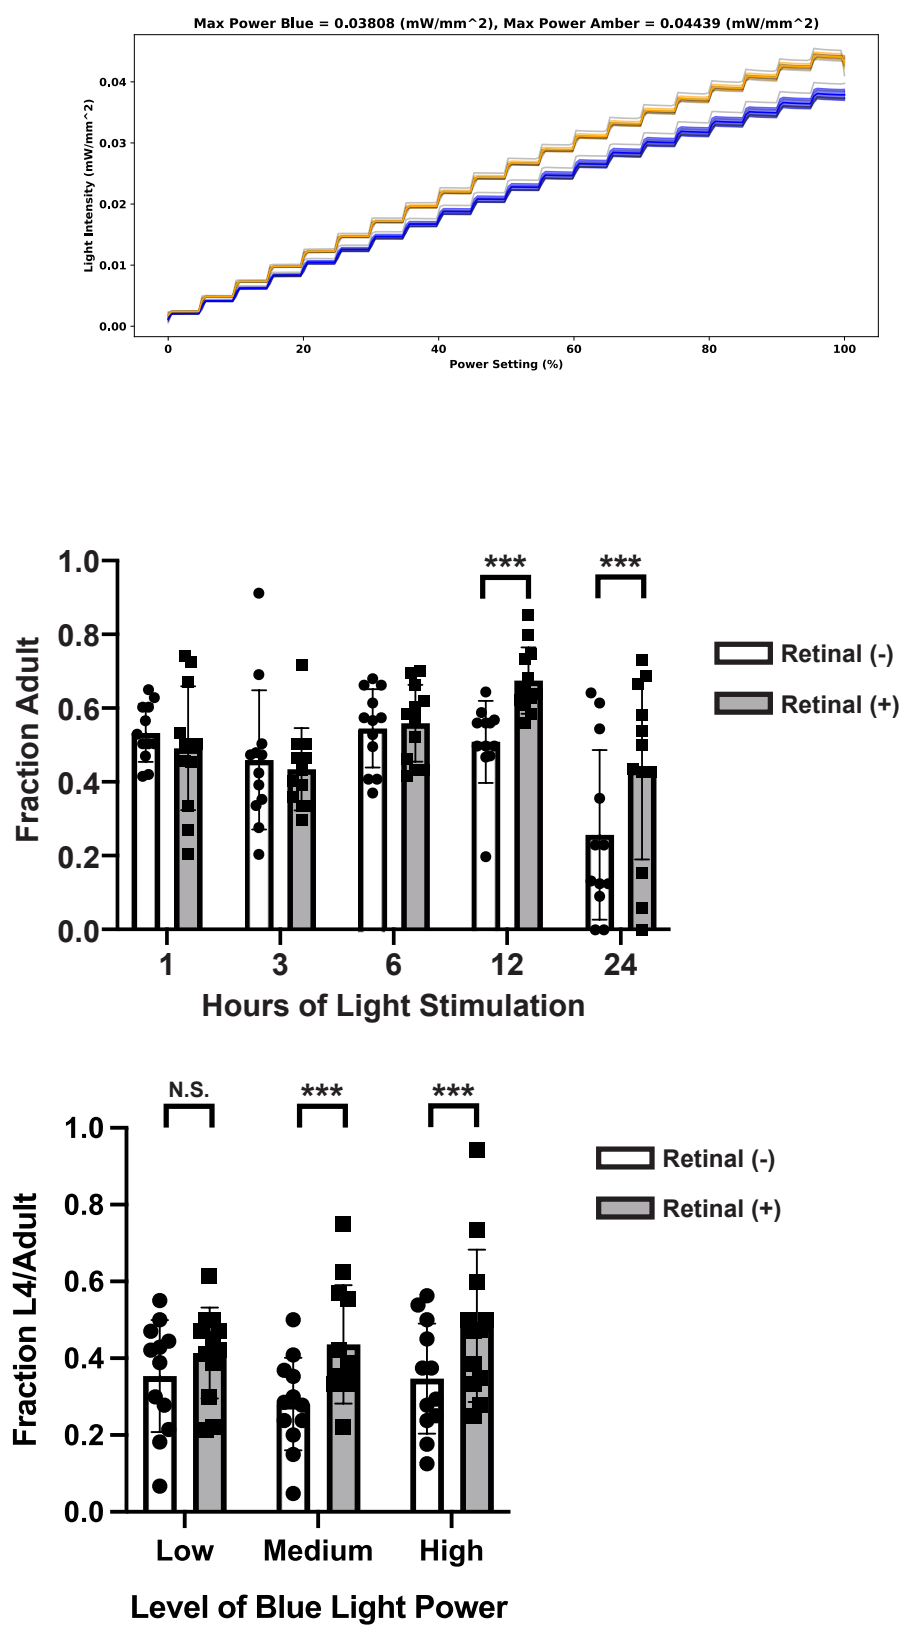 Max Power Blue = 0.03808 (mW/mm^2), Max Power Amber = 0.04439 (mW/mm^2)
Light Intensity (mW/mm^2)
0.04
0.03
0.02
0.01
0.00
0 20 40 60 80 100
Power Setting (%)
Fraction Adult
1.0
0.8
0.6
0.4
0.2
0.0
*** ***
Retinal (-)
Retinal (+)
1 3 6 12 24
Hours of Light Stimulation
N.S. *** ***
Fraction L4/Adult
1.0
0.8
0.6
0.4
0.2
0.0
Retinal (-)
Retinal (+)
Low Medium High
Level of Blue Light Power